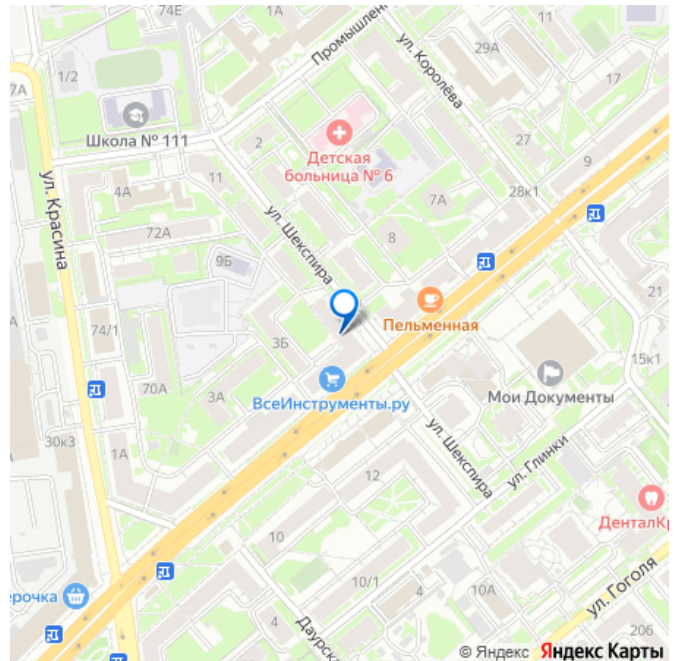 74Е
1А
11
Промышлен
ул. Королёва
29А
1/2
7А
17
Школа № 111
2
Детская
больница № 6
27
9
11
4А
28к1
7А
ул. Красина
72А
ул. Шекспира
8
9Б
21
Пельменная
74/1
3Б
15к1
Мои Документы
70А
3А
ВсеИнструменты.ру
30к3
1А
ул. Шекспира
ул. Глинки
12
ДенталКр
10
10/1
4
10А
ерочка
ул. Гоголя
Даурск
20б
© Яндекс Яндекс Карты